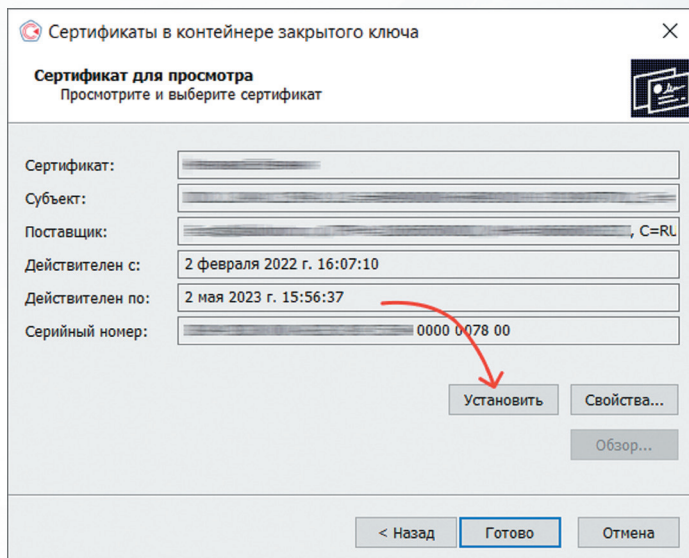 Сертификаты в контейнере закрытого ключа
Сертификат для просмотра
Просмотрите и выберите сертификат
Сертификат:
Субъект:
Поставщик: , C=RU
Действителен с: 2 февраля 2022 г. 16:07:10
Действителен по: 2 мая 2023 г. 15:56:37
Серийный номер: 0000 0078 00
Установить Свойства...
Обзор...
< Назад Готово Отмена